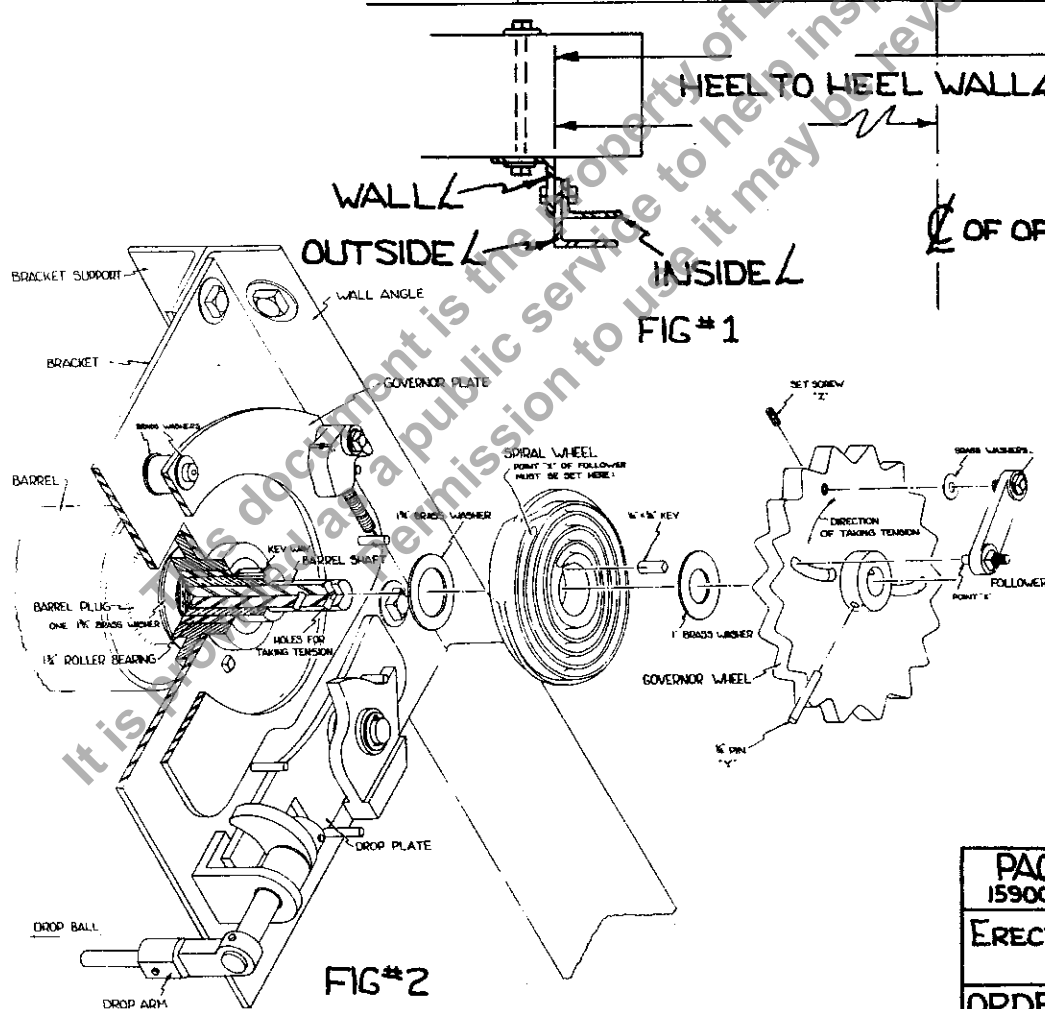 HEEL TO HEEL WALL∠
WALL∠
OUTSIDE∠
INSIDE∠
℄ OF OP
FIG#1
BRACKET SUPPORT
WALL ANGLE
BRACKET
GOVERNOR PLATE
BRASS WASHERS
BARREL
KEY WAY
BARREL SHAFT
BARREL PLUG
ONE 1⅜" BRASS WASHER
1⅜" ROLLER BEARING
HOLES FOR
TAKING TENSION
BRASS WASHER
SPIRAL WHEEL
POINT "X" OF FOLLOWER
MUST BE SET HERE
KEY
1" BRASS WASHER
SET SCREW
"Z"
BRASS WASHERS
DIRECTION
OF TAKING TENSION
FOLLOWER
POINT "X"
GOVERNOR WHEEL
PIN
"Y"
DROP PLATE
DROP BALL
DROP ARM
FIG#2
PAC
15900
ERECT
ORDE
This document is the property of D
It is provided as a public service to help insp
Permission to use it may be revo